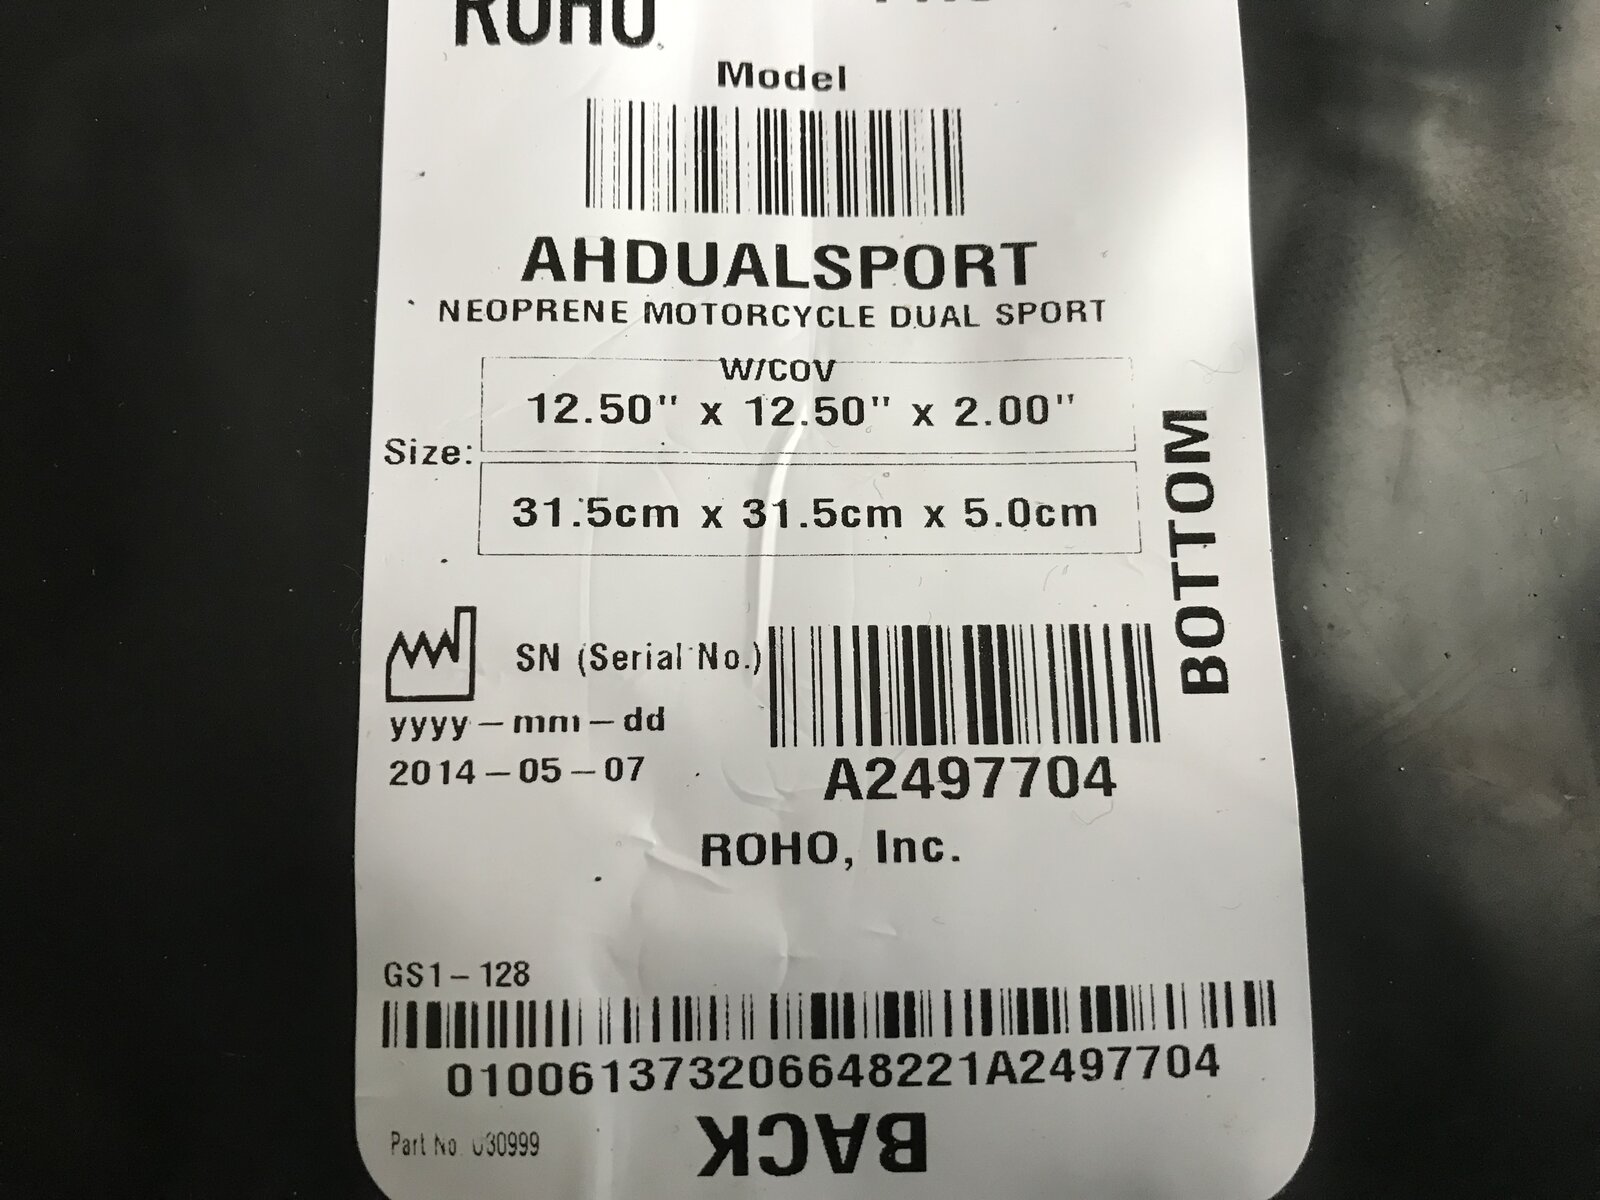 ROHO
Model
AHDUALSPORT
NEOPRENE MOTORCYCLE DUAL SPORT
W/COV
12.50" x 12.50" x 2.00"
Size:
31.5cm x 31.5cm x 5.0cm
BOTTOM
SN (Serial No.)
yyyy-mm-dd
2014-05-07
A2497704
ROHO, Inc.
GS1-128
010061373206648221A2497704
Part No. 030999
BACK